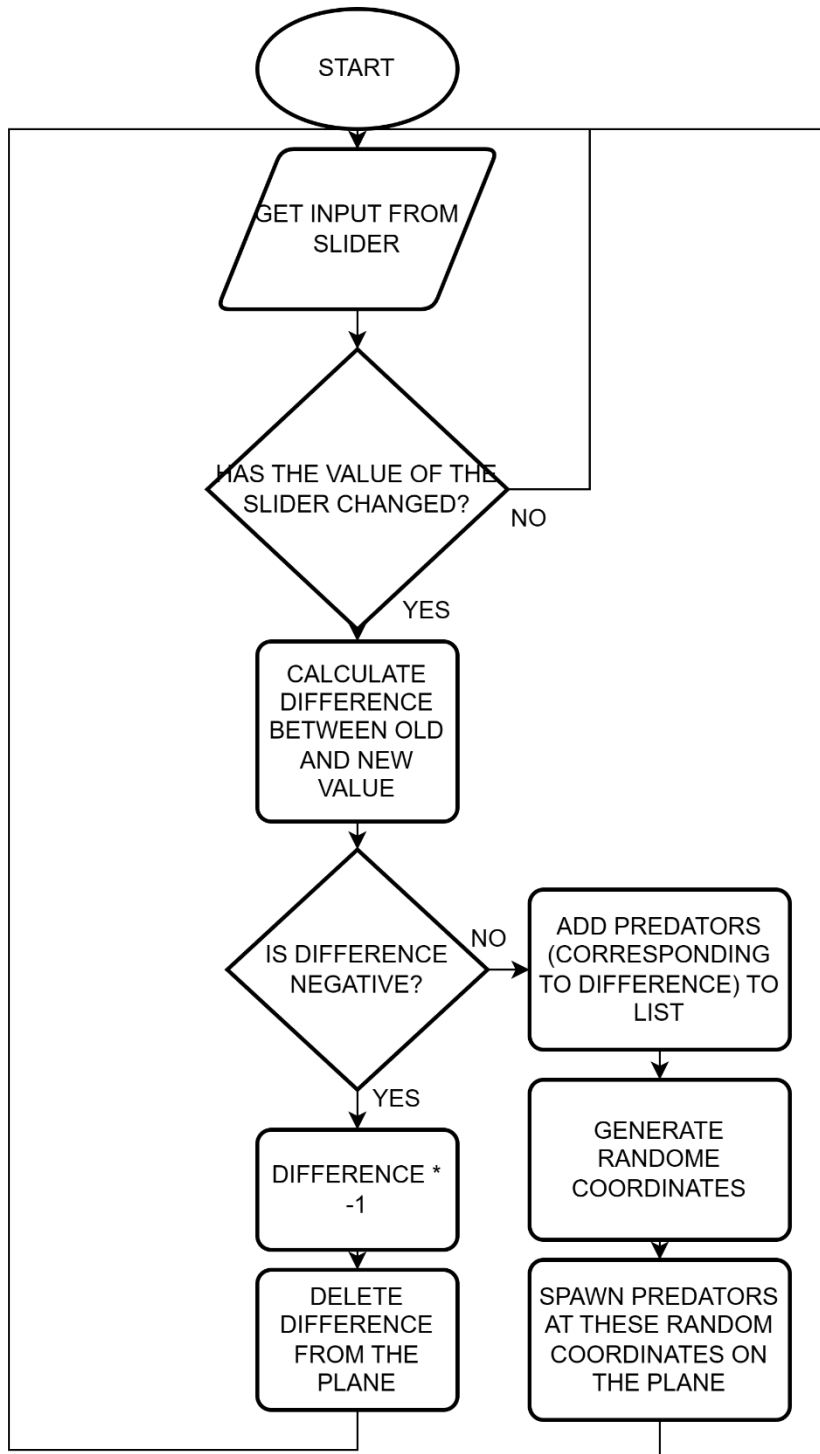 START
GET INPUT FROM
SLIDER
HAS THE VALUE OF THE
SLIDER CHANGED?
NO
YES
CALCULATE
DIFFERENCE
BETWEEN OLD
AND NEW
VALUE
IS DIFFERENCE
NEGATIVE?
NO
ADD PREDATORS
(CORRESPONDING
TO DIFFERENCE) TO
LIST
YES
GENERATE
RANDOME
COORDINATES
DIFFERENCE *
-1
SPAWN PREDATORS
AT THESE RANDOM
COORDINATES ON
THE PLANE
DELETE
DIFFERENCE
FROM THE
PLANE